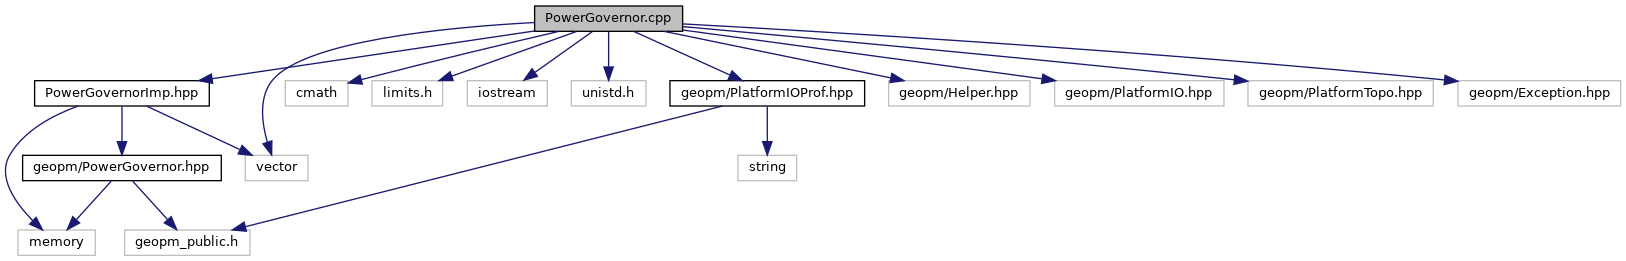 PowerGovernor.cpp
PowerGovernorImp.hpp
cmath
limits.h
iostream
unistd.h
geopm/PlatformIOProf.hpp
geopm/Helper.hpp
geopm/PlatformIO.hpp
geopm/PlatformTopo.hpp
geopm/Exception.hpp
geopm/PowerGovernor.hpp
vector
string
memory
geopm_public.h